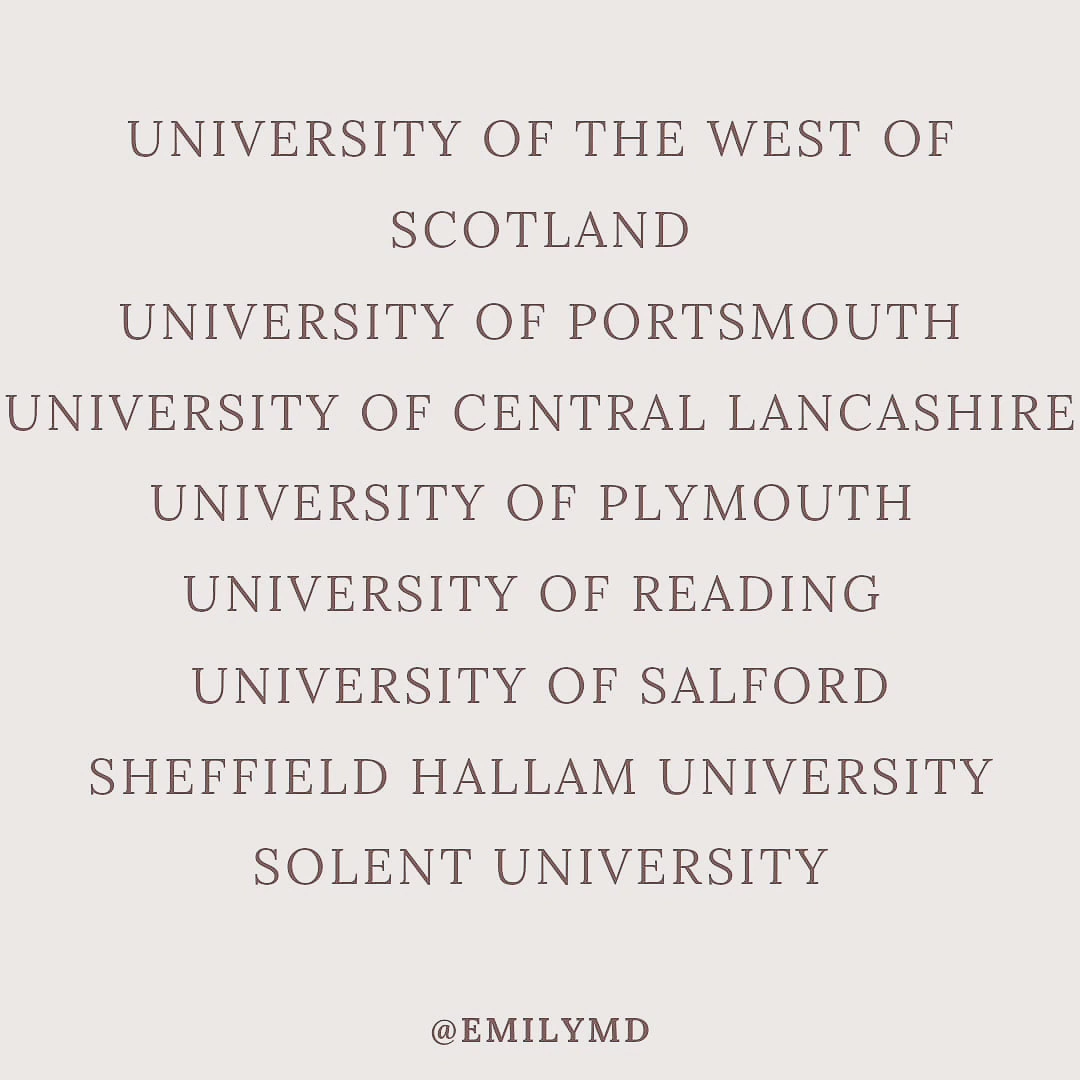 UNIVERSITY OF THE WEST OF
SCOTLAND
UNIVERSITY OF PORTSMOUTH
UNIVERSITY OF CENTRAL LANCASHIRE
UNIVERSITY OF PLYMOUTH
UNIVERSITY OF READING
UNIVERSITY OF SALFORD
SHEFFIELD HALLAM UNIVERSITY
SOLENT UNIVERSITY
@EMILYMD